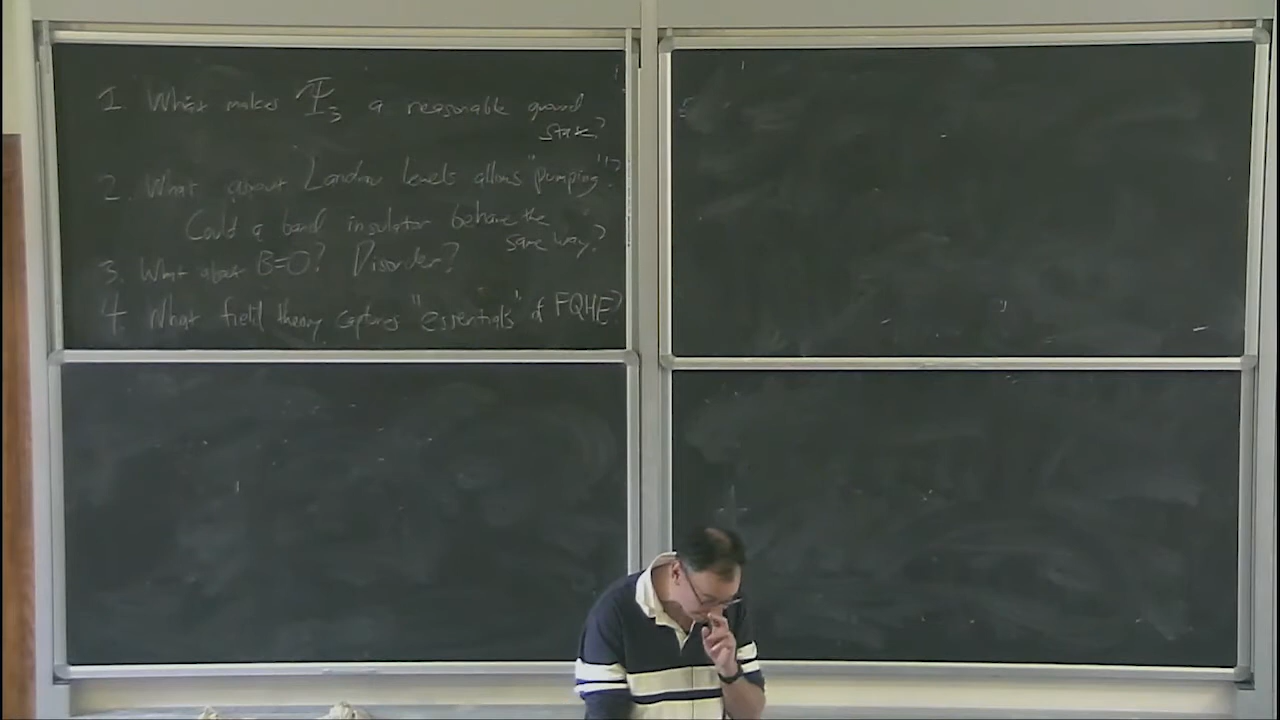 1. What makes Ψ₃ a reasonable ground
state?
2. What about Landau levels allows "pumping"?
Could a band insulator behave the
same way?
3. What about B=0? Disorder?
4. What field theory captures "essentials" of FQHE?